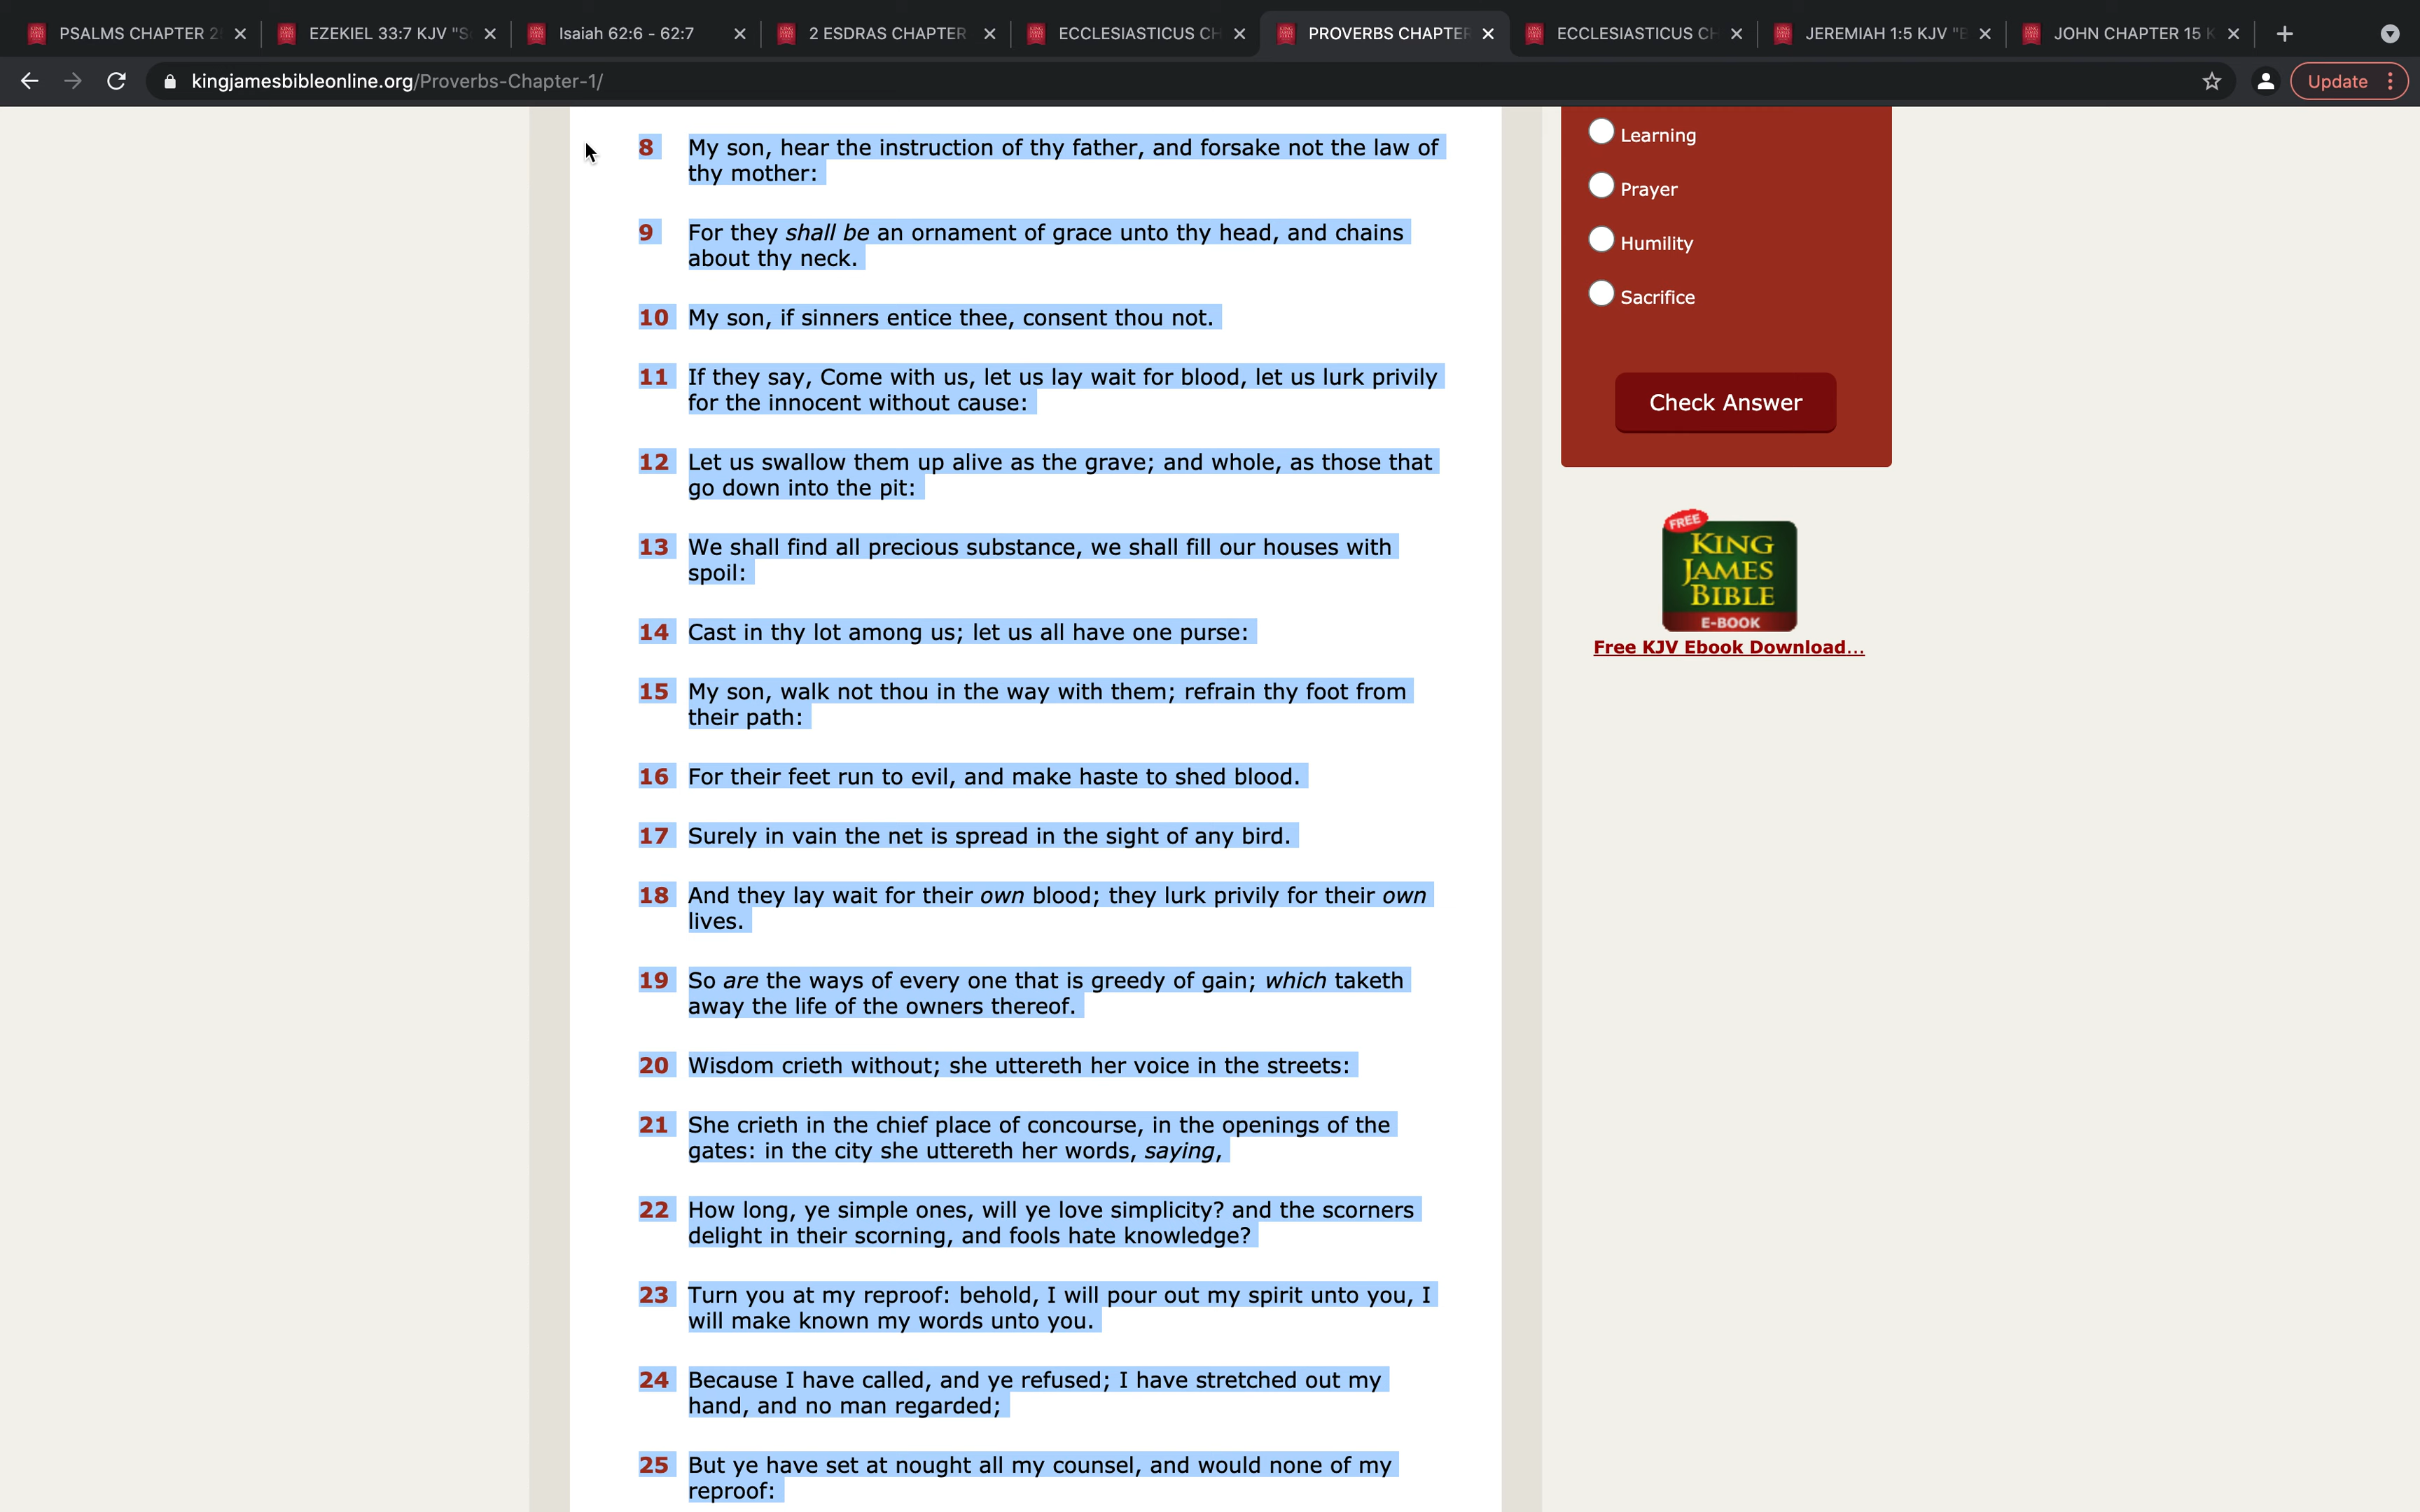 PSALMS CHAPTER 2
EZEKIEL 33:7 KJV "S
Isaiah 62:6 - 62:7
2 ESDRAS CHAPTER
ECCLESIASTICUS CH
PROVERBS CHAPTER
ECCLESIASTICUS CH
JEREMIAH 1:5 KJV "B
JOHN CHAPTER 15 K
kingjamesbibleonline.org/Proverbs-Chapter-1/
Update
8 My son, hear the instruction of thy father, and forsake not the law of
thy mother:
9 For they shall be an ornament of grace unto thy head, and chains
about thy neck.
10 My son, if sinners entice thee, consent thou not.
11 If they say, Come with us, let us lay wait for blood, let us lurk privily
for the innocent without cause:
12 Let us swallow them up alive as the grave; and whole, as those that
go down into the pit:
13 We shall find all precious substance, we shall fill our houses with
spoil:
14 Cast in thy lot among us; let us all have one purse:
15 My son, walk not thou in the way with them; refrain thy foot from
their path:
16 For their feet run to evil, and make haste to shed blood.
17 Surely in vain the net is spread in the sight of any bird.
18 And they lay wait for their own blood; they lurk privily for their own
lives.
19 So are the ways of every one that is greedy of gain; which taketh
away the life of the owners thereof.
20 Wisdom crieth without; she uttereth her voice in the streets:
21 She crieth in the chief place of concourse, in the openings of the
gates: in the city she uttereth her words, saying,
22 How long, ye simple ones, will ye love simplicity? and the scorners
delight in their scorning, and fools hate knowledge?
23 Turn you at my reproof: behold, I will pour out my spirit unto you, I
will make known my words unto you.
24 Because I have called, and ye refused; I have stretched out my
hand, and no man regarded;
25 But ye have set at nought all my counsel, and would none of my
reproof:
Learning
Prayer
Humility
Sacrifice
Check Answer
FREE
KING
JAMES
BIBLE
E-BOOK
Free KJV Ebook Download...